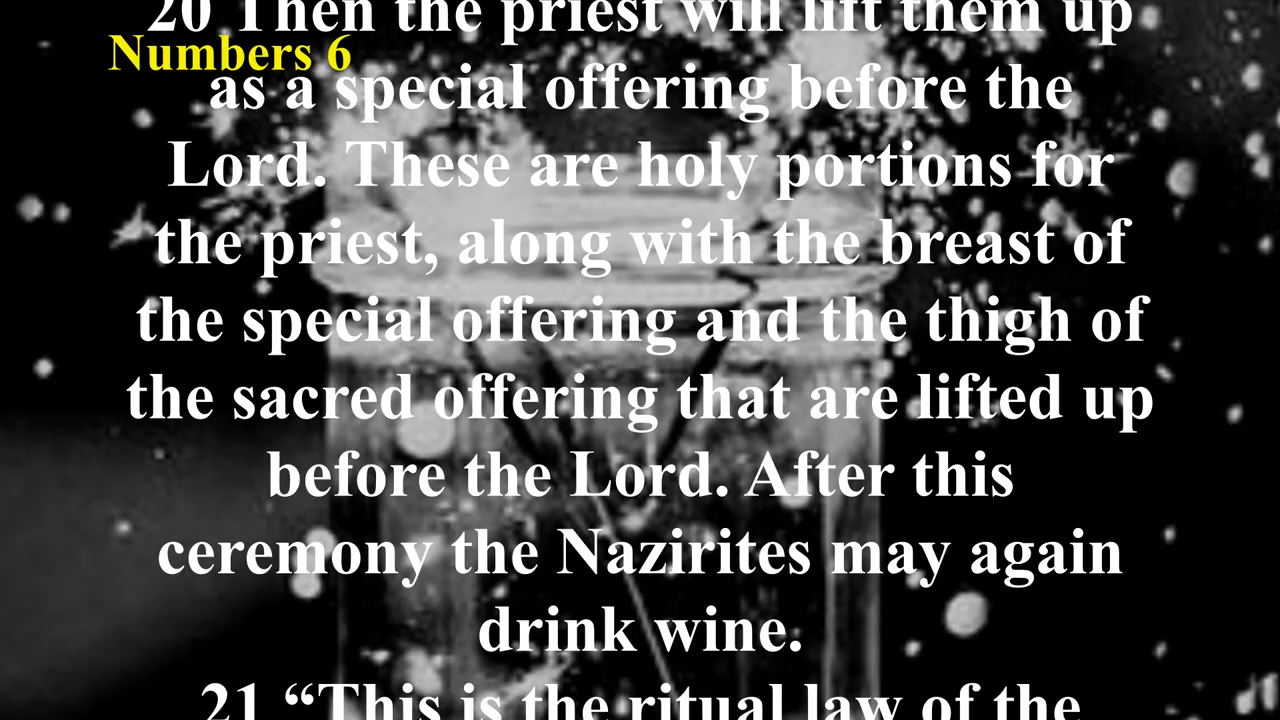 20 Then the priest will lift them up
Numbers 6
as a special offering before the
Lord. These are holy portions for
the priest, along with the breast of
the special offering and the thigh of
the sacred offering that are lifted up
before the Lord. After this
ceremony the Nazirites may again
drink wine.
21 “This is the ritual law of the